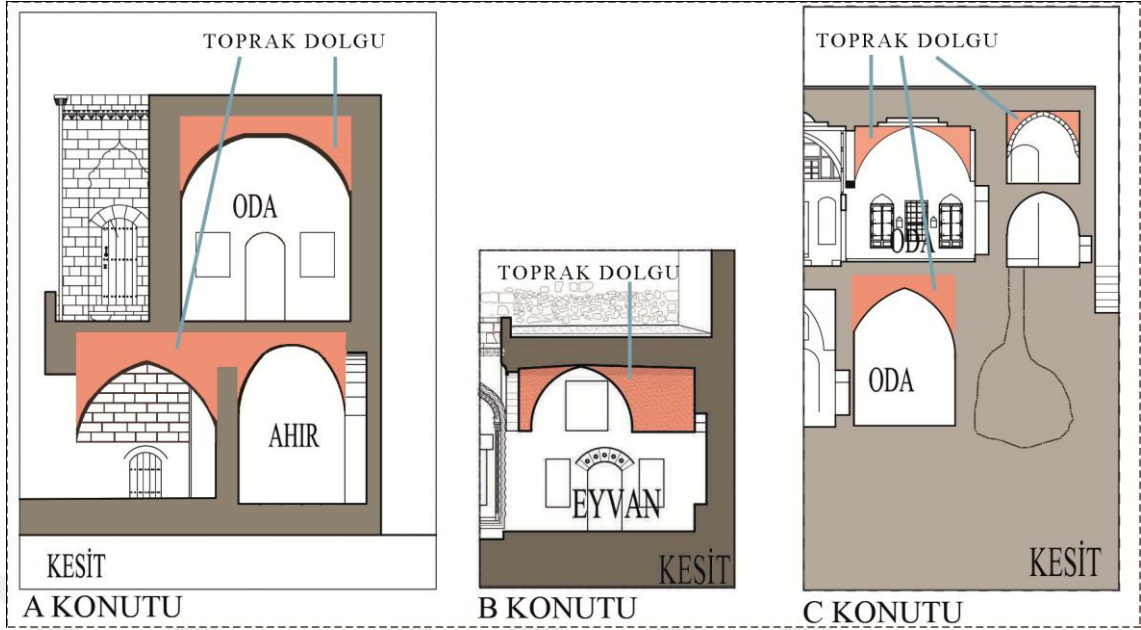 TOPRAK DOLGU
ODA
AHIR
KESİT
A KONUTU
TOPRAK DOLGU
EYVAN
KESİT
B KONUTU
TOPRAK DOLGU
ODA
ODA
KESİT
C KONUTU